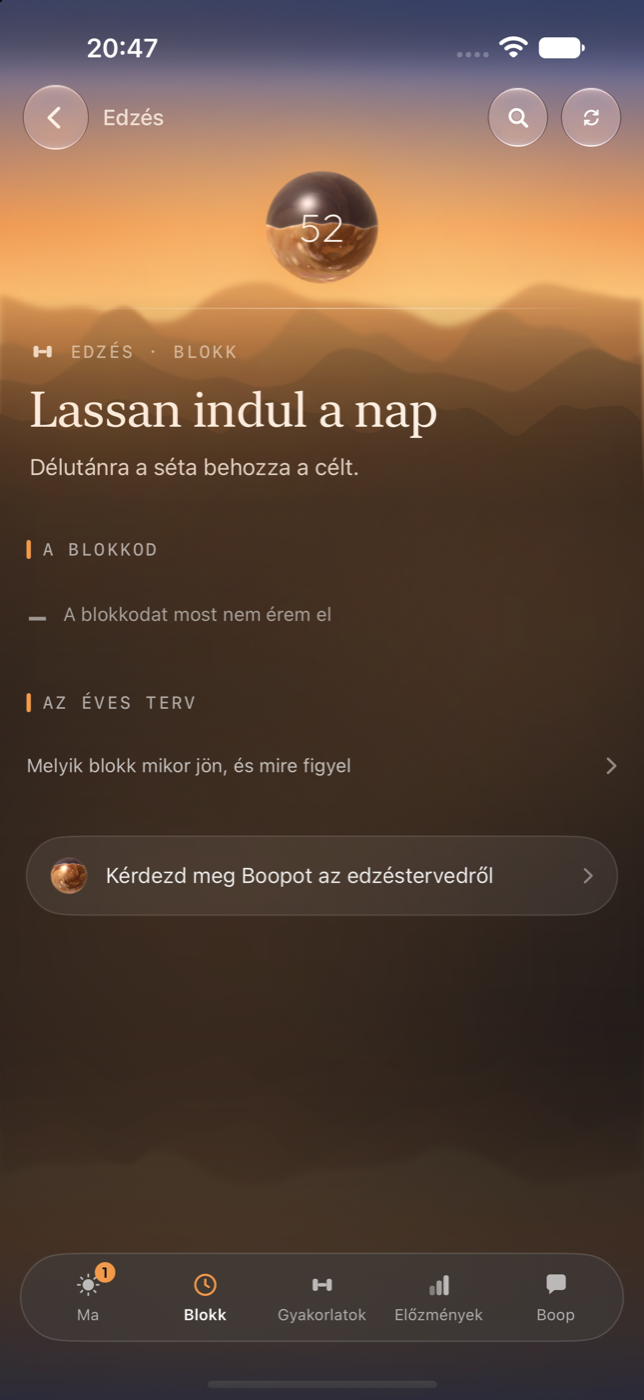 20:47
Edzés
52
EDZÉS · BLOKK
Lassan indul a nap
Délutánra a séta behozza a célt.
A BLOKKOD
A blokkodat most nem érem el
AZ ÉVES TERV
Melyik blokk mikor jön, és mire figyel
Kérdezd meg Boopot az edzéstervedről
1
Ma
Blokk
Gyakorlatok
Előzmények
Boop